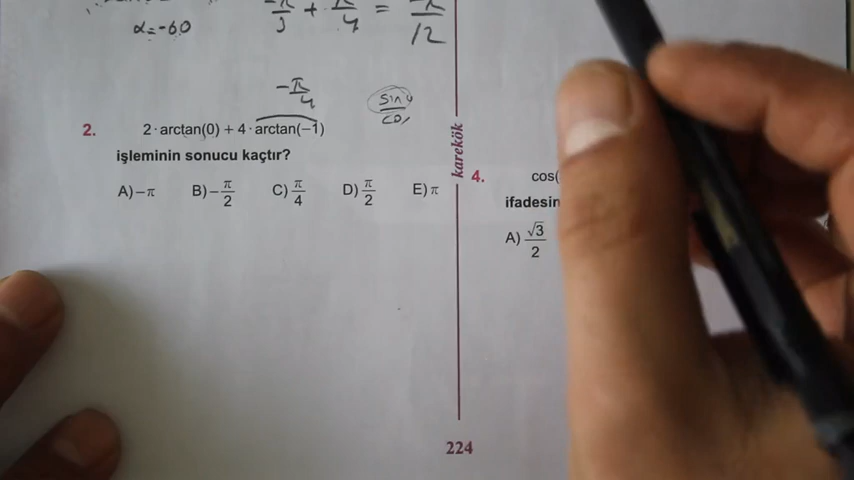 α=-60
+ π/4 = -π/12
-π/4
sin
2. 2·arctan(0) + 4·arctan(−1)
işleminin sonucu kaçtır?
A) −π B) −π/2 C) π/4 D) π/2 E) π
karekök
4. cos(
ifadesin
A) √3/2
224